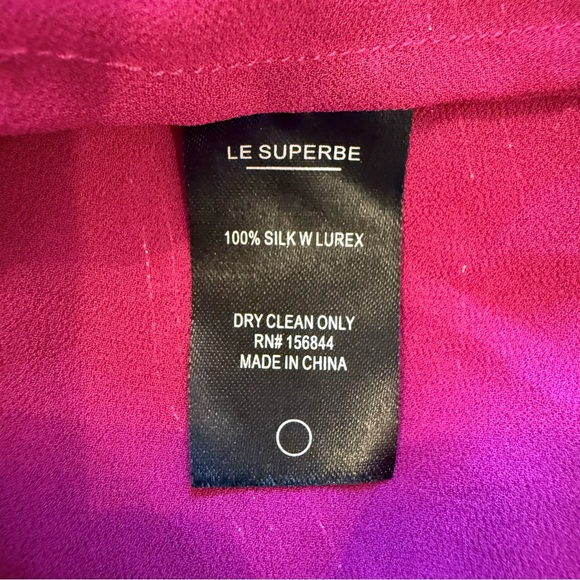 LE SUPERBE
100% SILK W LUREX
DRY CLEAN ONLY
RN# 156844
MADE IN CHINA